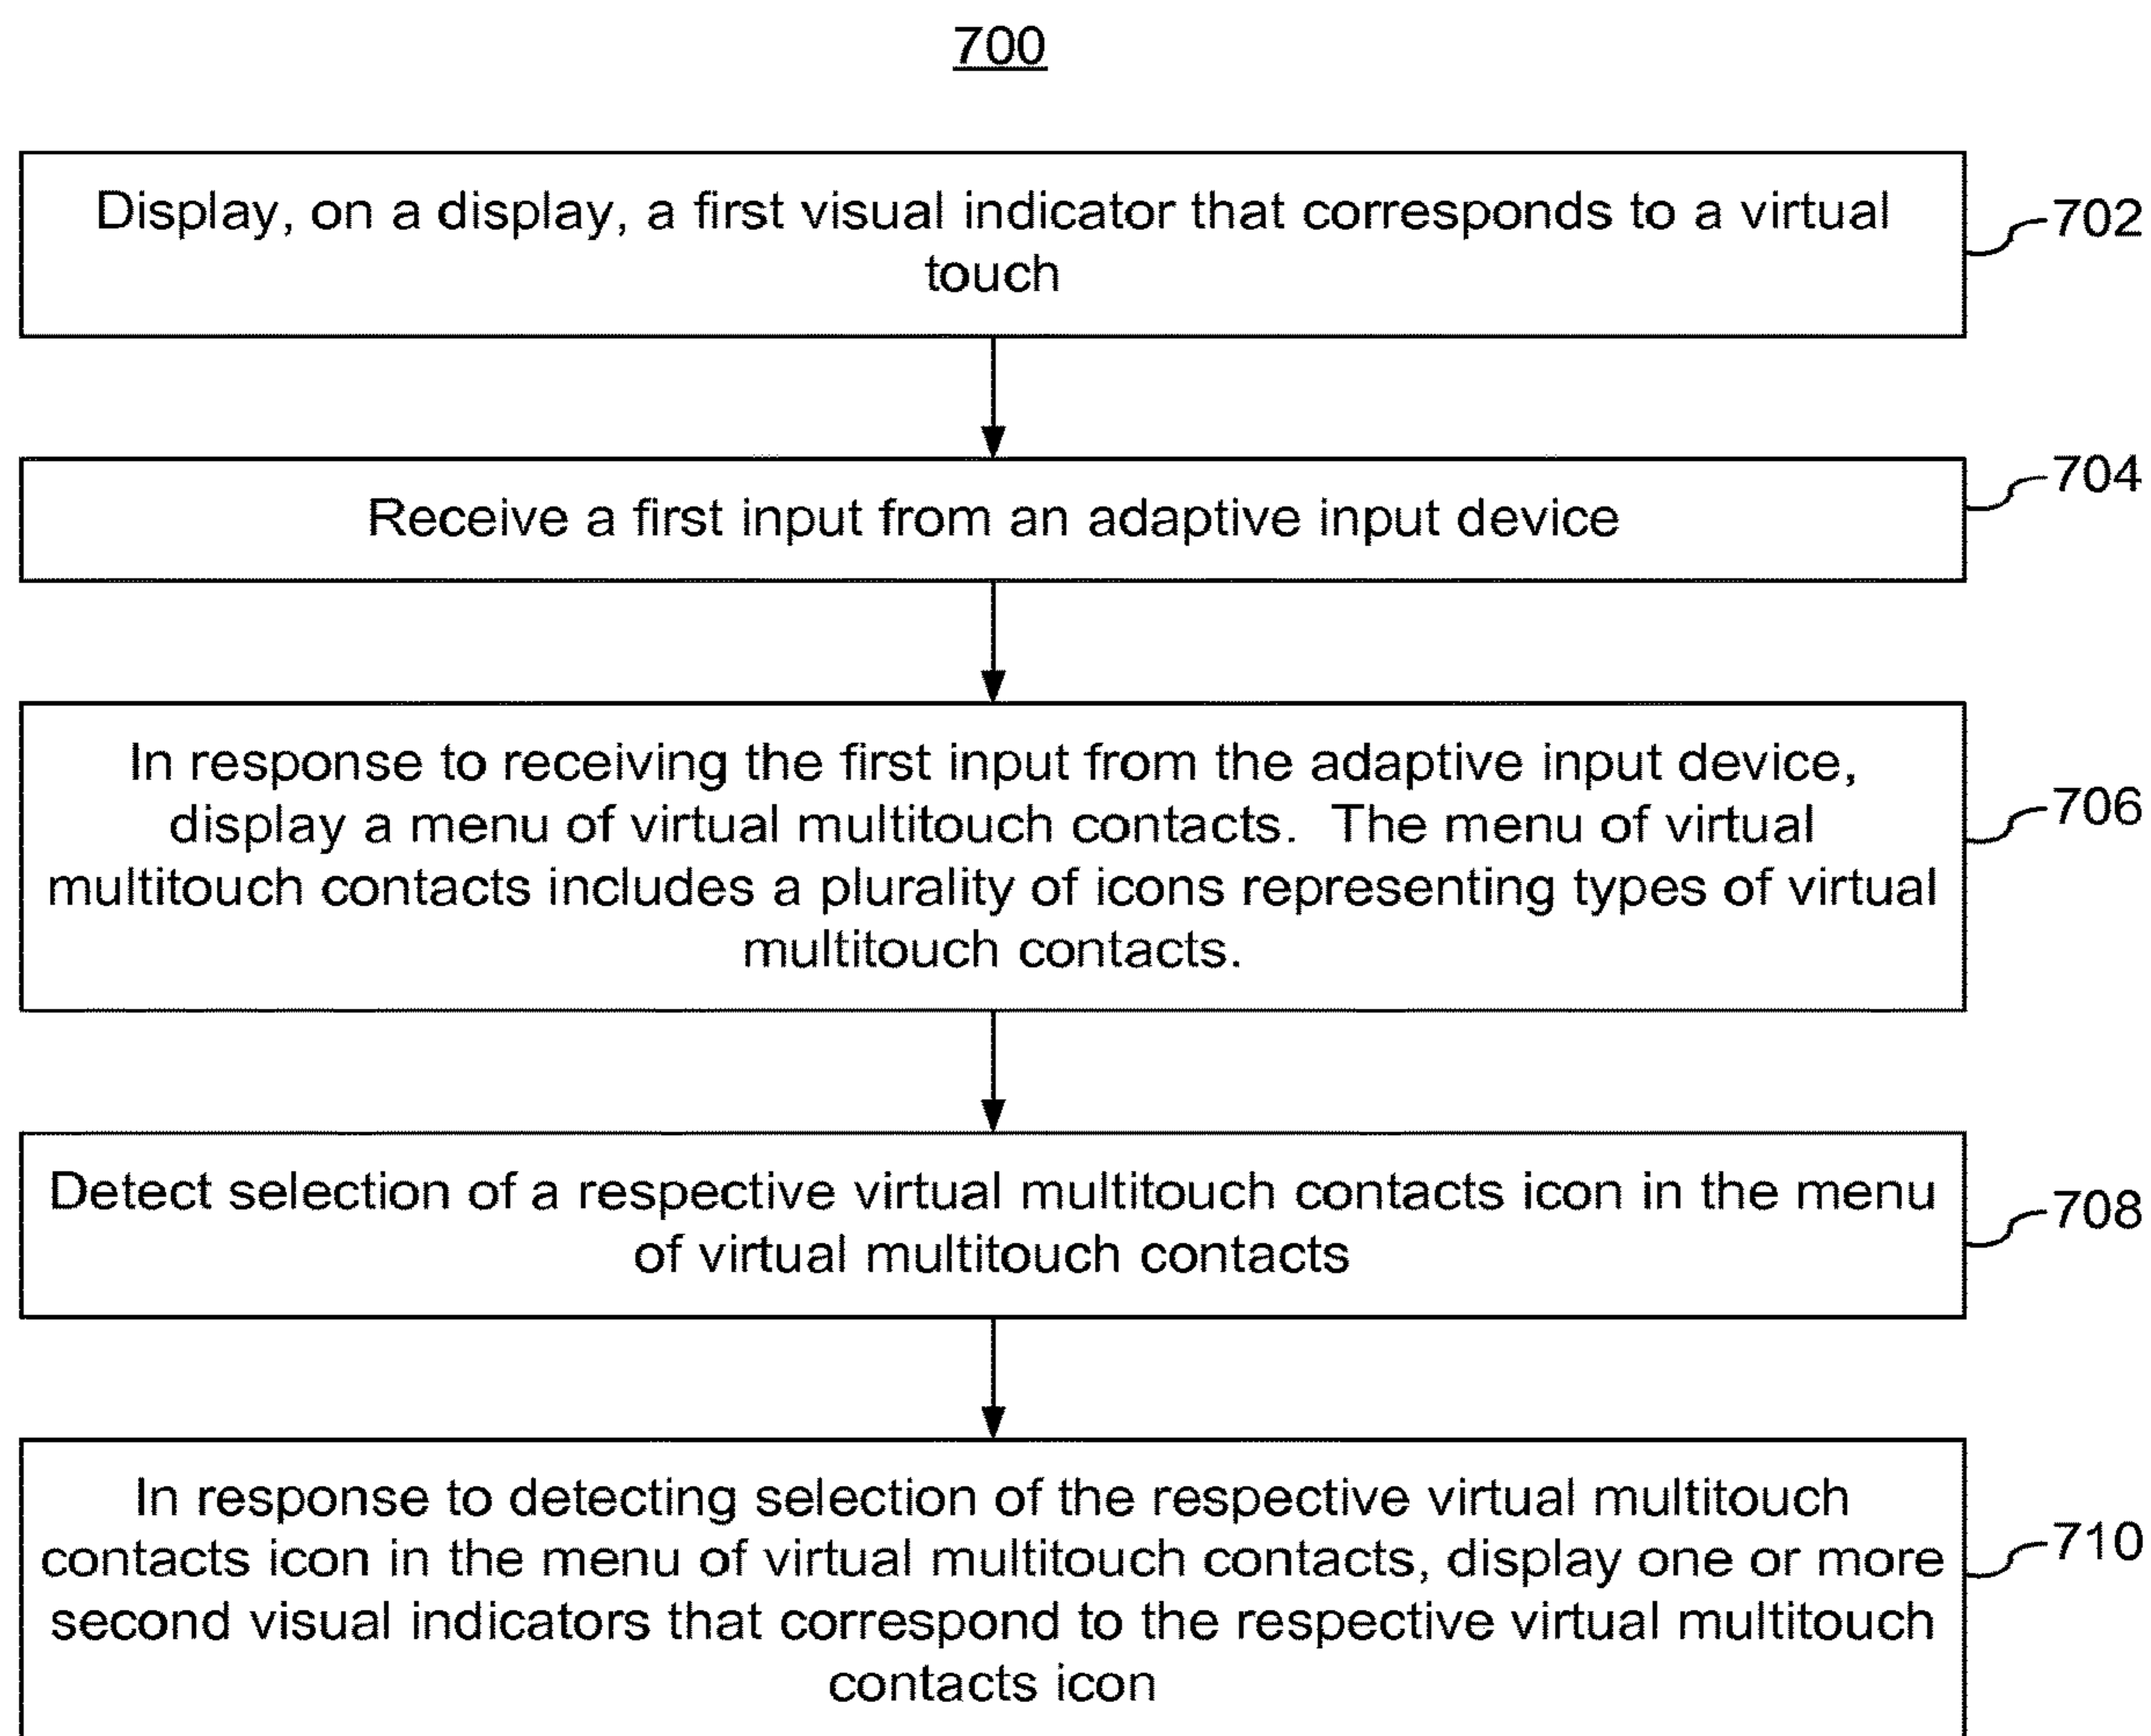 700
Display, on a display, a first visual indicator that corresponds to a virtual
touch
702
Receive a first input from an adaptive input device
704
In response to receiving the first input from the adaptive input device,
display a menu of virtual multitouch contacts.  The menu of virtual
multitouch contacts includes a plurality of icons representing types of virtual
multitouch contacts.
706
Detect selection of a respective virtual multitouch contacts icon in the menu
of virtual multitouch contacts
708
In response to detecting selection of the respective virtual multitouch
contacts icon in the menu of virtual multitouch contacts, display one or more
second visual indicators that correspond to the respective virtual multitouch
contacts icon
710